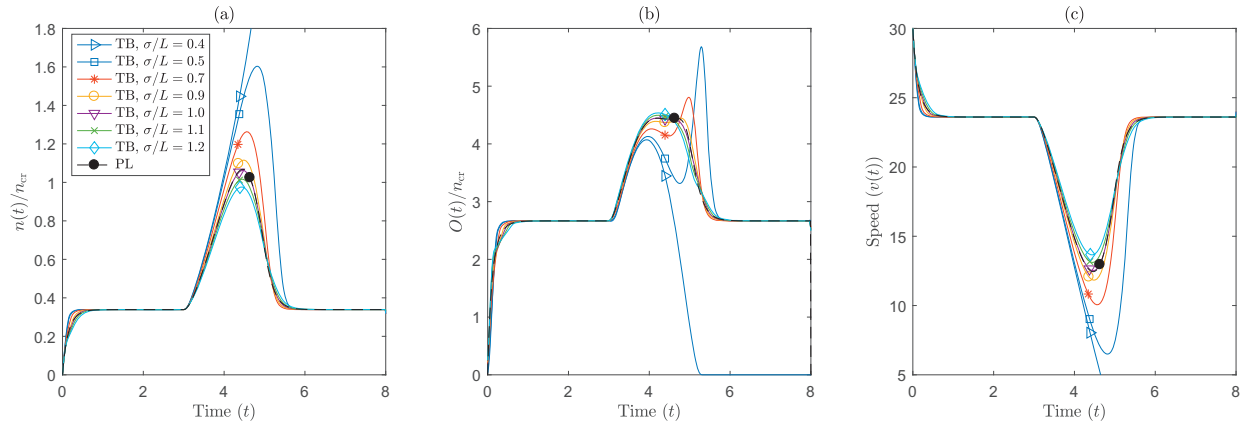 (a)
1.8
1.6
1.4
1.2
1
0.8
0.6
0.4
0.2
0
n(t)/n_cr
TB, σ/L = 0.4
TB, σ/L = 0.5
TB, σ/L = 0.7
TB, σ/L = 0.9
TB, σ/L = 1.0
TB, σ/L = 1.1
TB, σ/L = 1.2
PL
0 2 4 6 8
Time (t)
(b)
6
5
4
3
2
1
0
O(t)/n_cr
0 2 4 6 8
Time (t)
(c)
30
25
20
15
10
5
Speed (v(t))
0 2 4 6 8
Time (t)